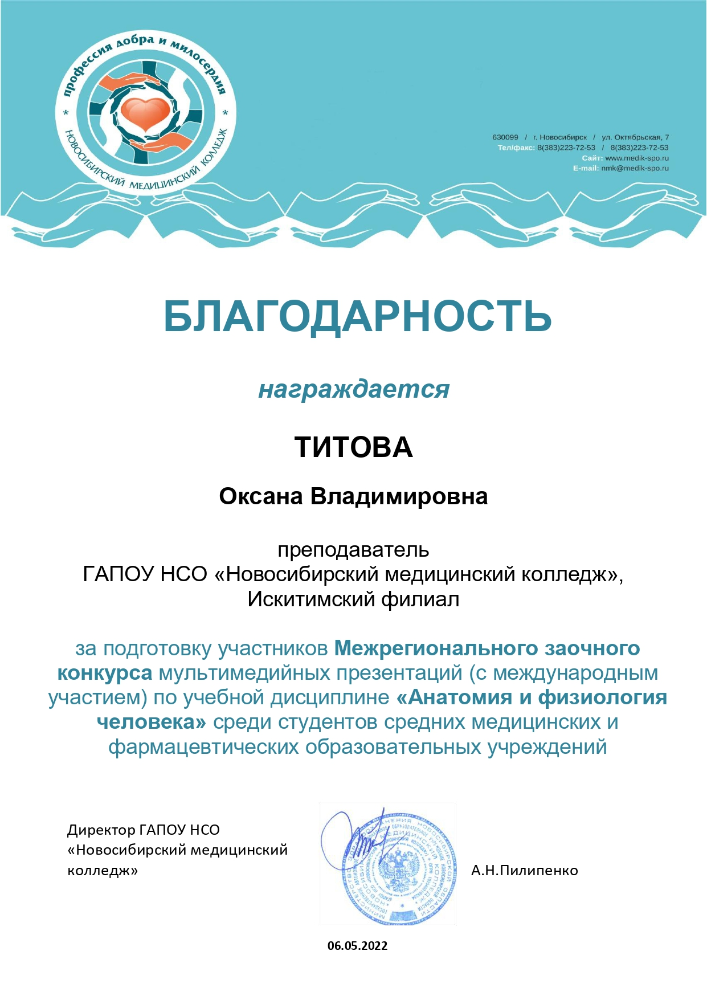 профессия добра и милосердия
* *
НОВОСИБИРСКИЙ МЕДИЦИНСКИЙ КОЛЛЕДЖ
630099 / г. Новосибирск / ул. Октябрьская, 7
Тел/факс: 8(383)223-72-53 / 8(383)223-72-53
Сайт: www.medik-spo.ru
E-mail: nmk@medik-spo.ru
БЛАГОДАРНОСТЬ
награждается
ТИТОВА
Оксана Владимировна
преподаватель
ГАПОУ НСО «Новосибирский медицинский колледж»,
Искитимский филиал
за подготовку участников Межрегионального заочного
конкурса мультимедийных презентаций (с международным
участием) по учебной дисциплине «Анатомия и физиология
человека» среди студентов средних медицинских и
фармацевтических образовательных учреждений
Директор ГАПОУ НСО
«Новосибирский медицинский
колледж»
МИНИСТЕРСТВО ЗДРАВООХРАНЕНИЯ НОВОСИБИРСКОЙ ОБЛАСТИ
А.Н.Пилипенко
06.05.2022